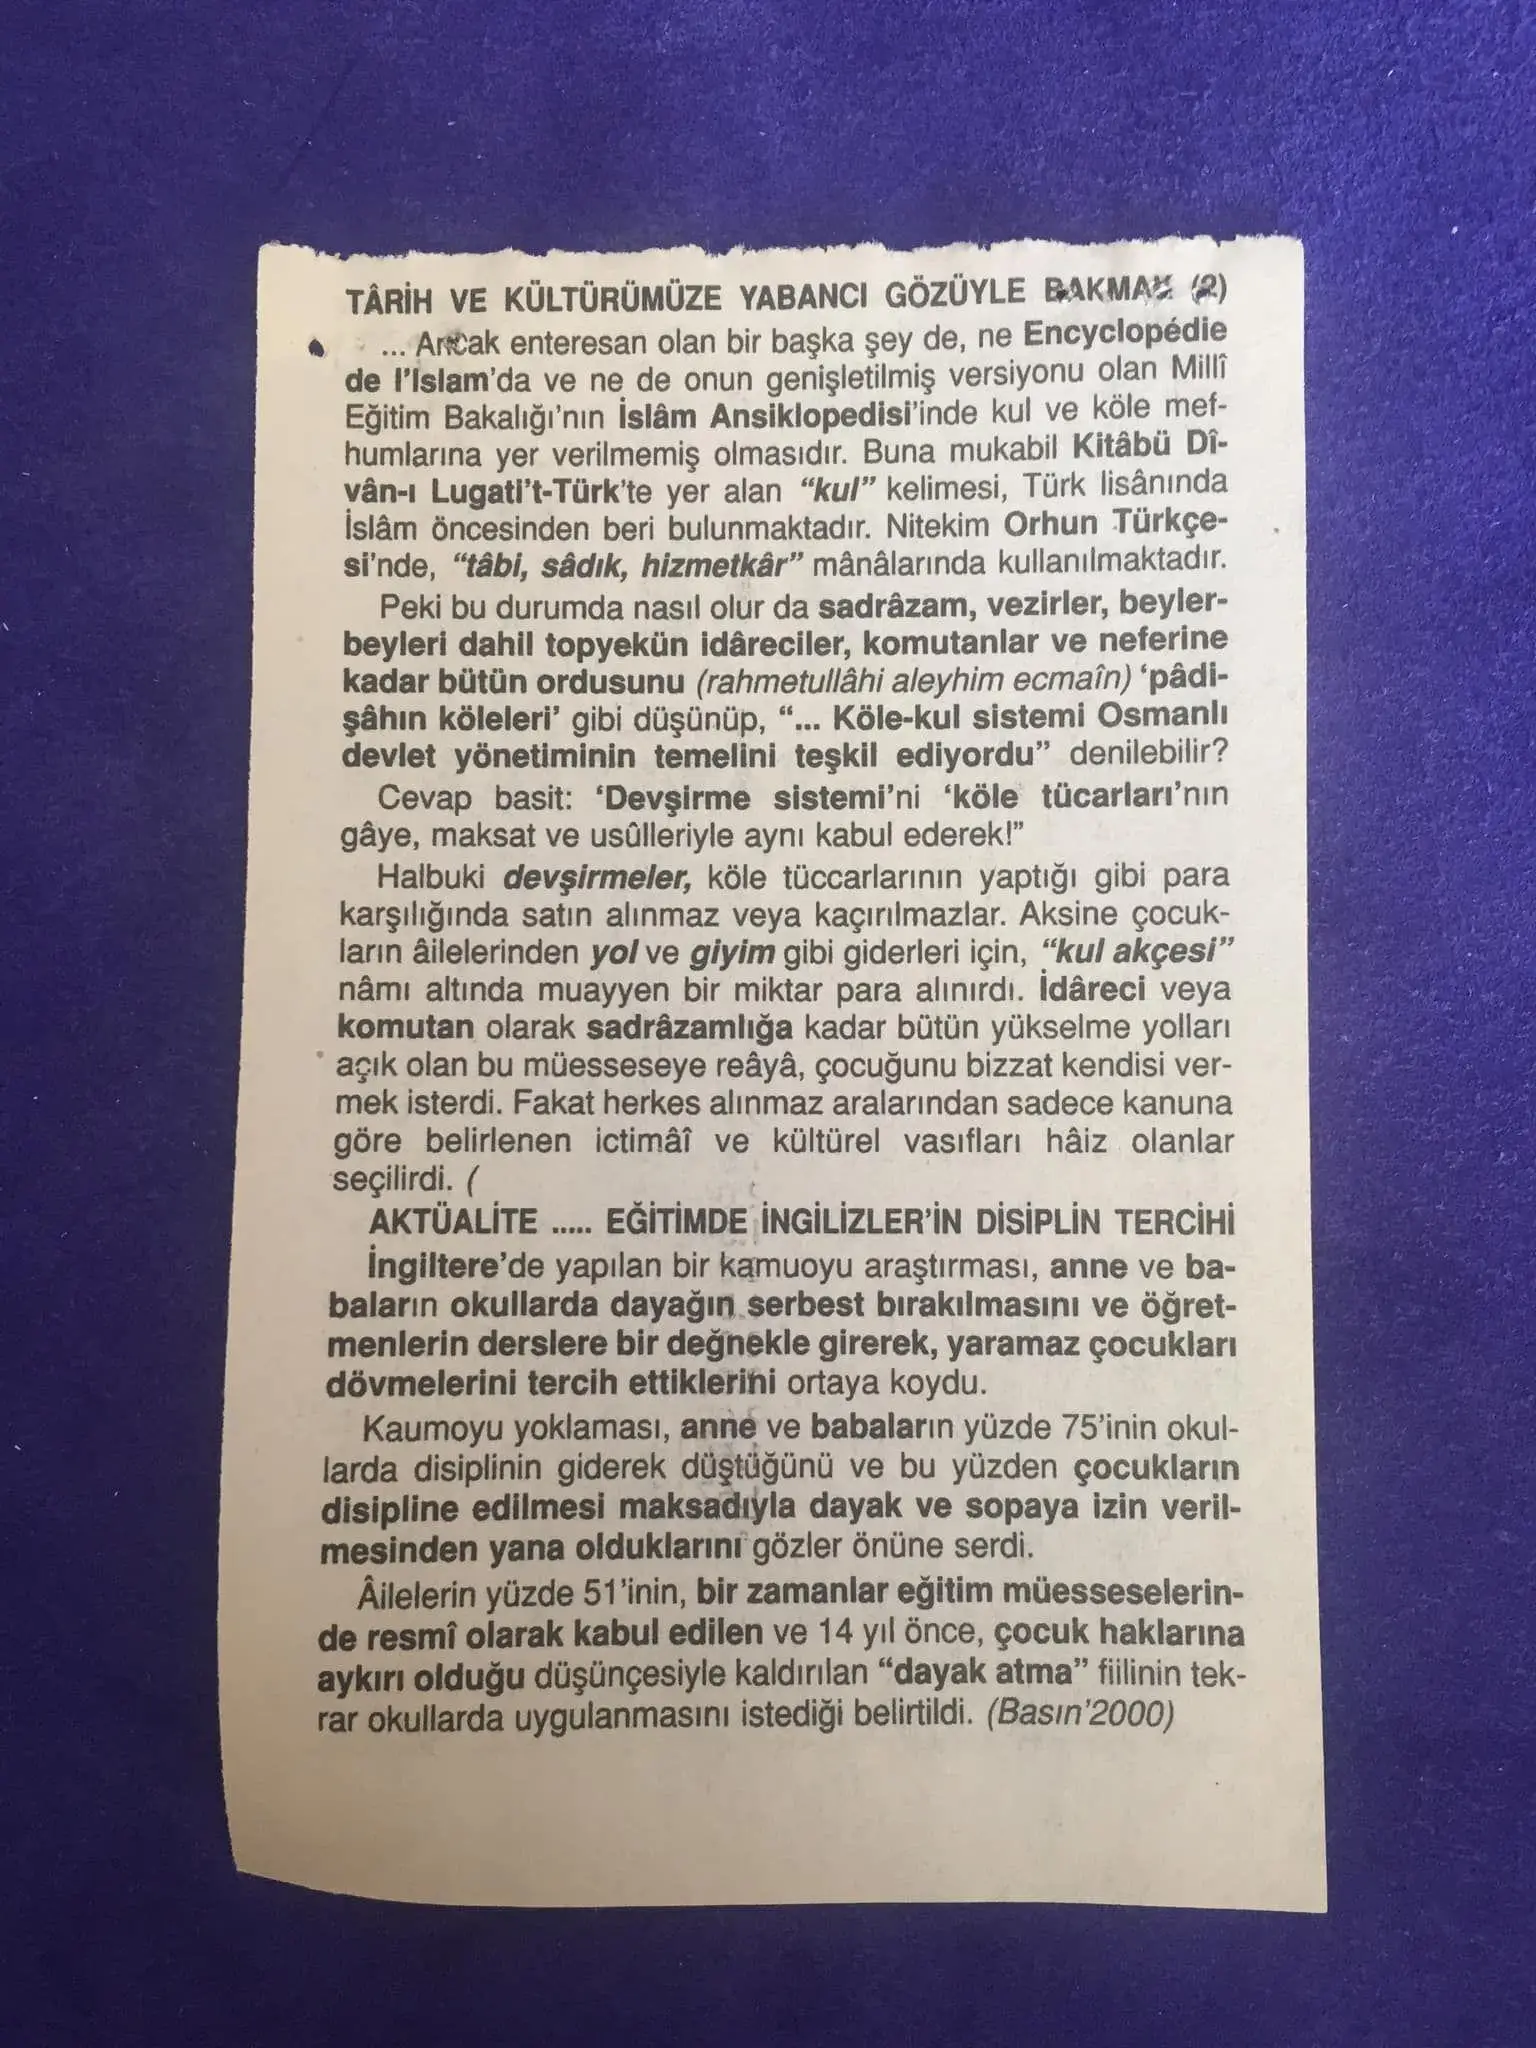 TÂRİH VE KÜLTÜRÜMÜZE YABANCI GÖZÜYLE BAKMAK (2)
... Ancak enteresan olan bir başka şey de, ne Encyclopédie
de l'Islam'da ve ne de onun genişletilmiş versiyonu olan Millî
Eğitim Bakalığı'nın İslâm Ansiklopedisi'inde kul ve köle mef-
humlarına yer verilmemiş olmasıdır. Buna mukabil Kitâbü Dî-
vân-ı Lugati't-Türk'te yer alan "kul" kelimesi, Türk lisânında
İslâm öncesinden beri bulunmaktadır. Nitekim Orhun Türkçe-
si'nde, "tâbi, sâdık, hizmetkâr" mânâlarında kullanılmaktadır.
Peki bu durumda nasıl olur da sadrâzam, vezirler, beyler-
beyleri dahil topyekün idâreciler, komutanlar ve neferine
kadar bütün ordusunu (rahmetullâhi aleyhim ecmaîn) 'pâdi-
şâhın köleleri' gibi düşünüp, "... Köle-kul sistemi Osmanlı
devlet yönetiminin temelini teşkil ediyordu" denilebilir?
Cevap basit: 'Devşirme sistemi'ni 'köle tücarları'nın
gâye, maksat ve usûlleriyle aynı kabul ederek!"
Halbuki devşirmeler, köle tüccarlarının yaptığı gibi para
karşılığında satın alınmaz veya kaçırılmazlar. Aksine çocuk-
ların âilelerinden yol ve giyim gibi giderleri için, "kul akçesi"
nâmı altında muayyen bir miktar para alınırdı. İdâreci veya
komutan olarak sadrâzamlığa kadar bütün yükselme yolları
açık olan bu müesseseye reâyâ, çocuğunu bizzat kendisi ver-
mek isterdi. Fakat herkes alınmaz aralarından sadece kanuna
göre belirlenen ictimâî ve kültürel vasıfları hâiz olanlar
seçilirdi. (
AKTÜALİTE ..... EĞİTİMDE İNGİLİZLER'İN DİSİPLİN TERCİHİ
İngiltere'de yapılan bir kamuoyu araştırması, anne ve ba-
baların okullarda dayağın serbest bırakılmasını ve öğret-
menlerin derslere bir değnekle girerek, yaramaz çocukları
dövmelerini tercih ettiklerini ortaya koydu.
Kaumoyu yoklaması, anne ve babaların yüzde 75'inin okul-
larda disiplinin giderek düştüğünü ve bu yüzden çocukların
disipline edilmesi maksadıyla dayak ve sopaya izin veril-
mesinden yana olduklarını gözler önüne serdi.
Âilelerin yüzde 51'inin, bir zamanlar eğitim müesseselerin-
de resmî olarak kabul edilen ve 14 yıl önce, çocuk haklarına
aykırı olduğu düşünçesiyle kaldırılan "dayak atma" fiilinin tek-
rar okullarda uygulanmasını istediği belirtildi. (Basın'2000)